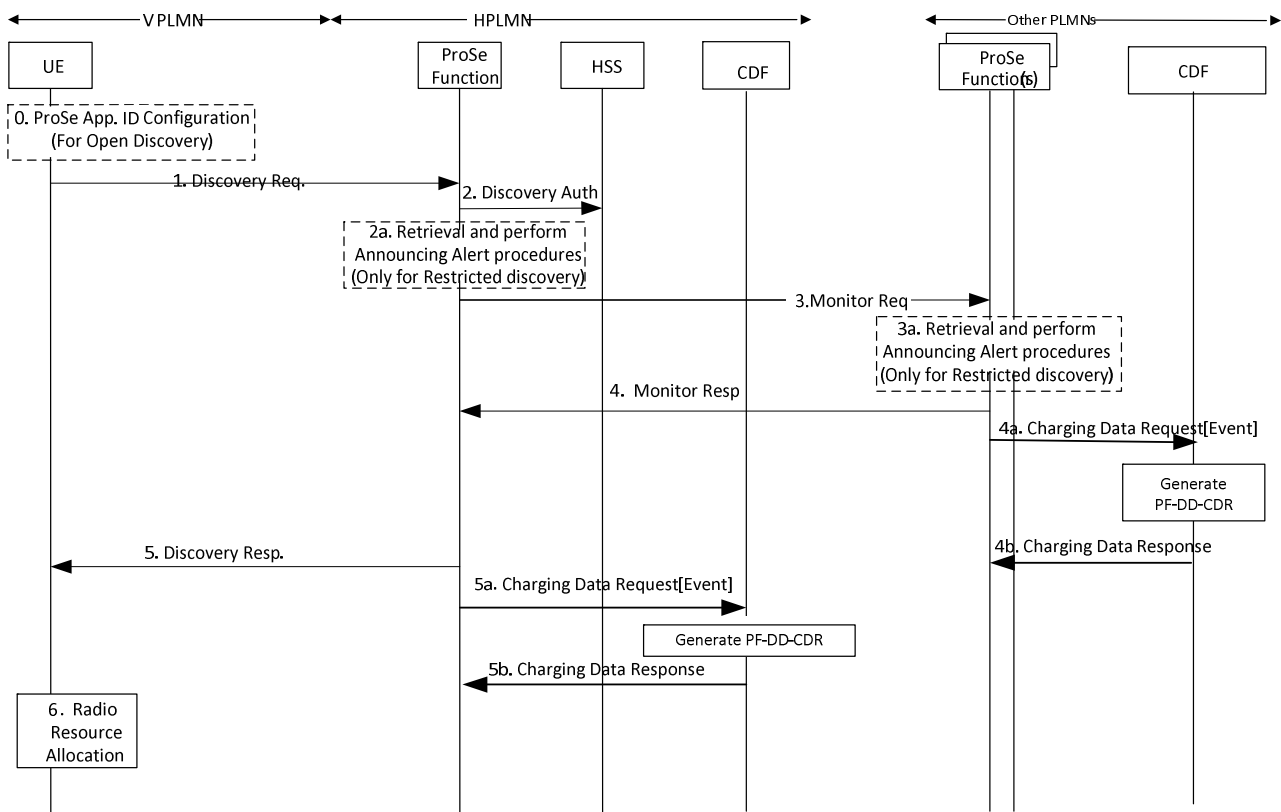 VPLMN
HPLMN
Other PLMNs
UE
ProSe
Function
HSS
CDF
ProSe
Function(s)
CDF
0. ProSe App. ID Configuration
(For Open Discovery)
1. Discovery Req.
2. Discovery Auth
2a. Retrieval and perform
Announcing Alert procedures
(Only for Restricted discovery)
3.Monitor Req
3a. Retrieval and perform
Announcing Alert procedures
(Only for Restricted discovery)
4. Monitor Resp
4a. Charging Data Request[Event]
Generate
PF-DD-CDR
4b. Charging Data Response
5. Discovery Resp.
5a. Charging Data Request[Event]
Generate PF-DD-CDR
5b. Charging Data Response
6. Radio
Resource
Allocation